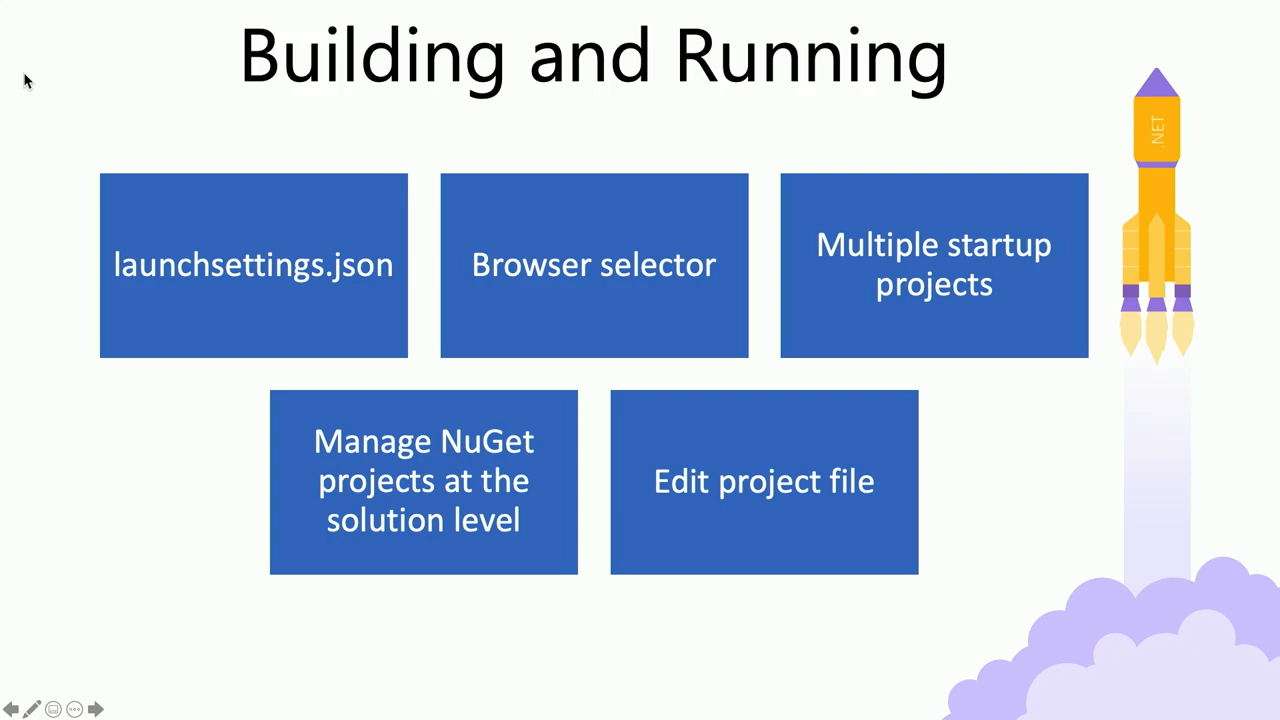 Building and Running
.NET
launchsettings.json
Browser selector
Multiple startup
projects
Manage NuGet
projects at the
solution level
Edit project file